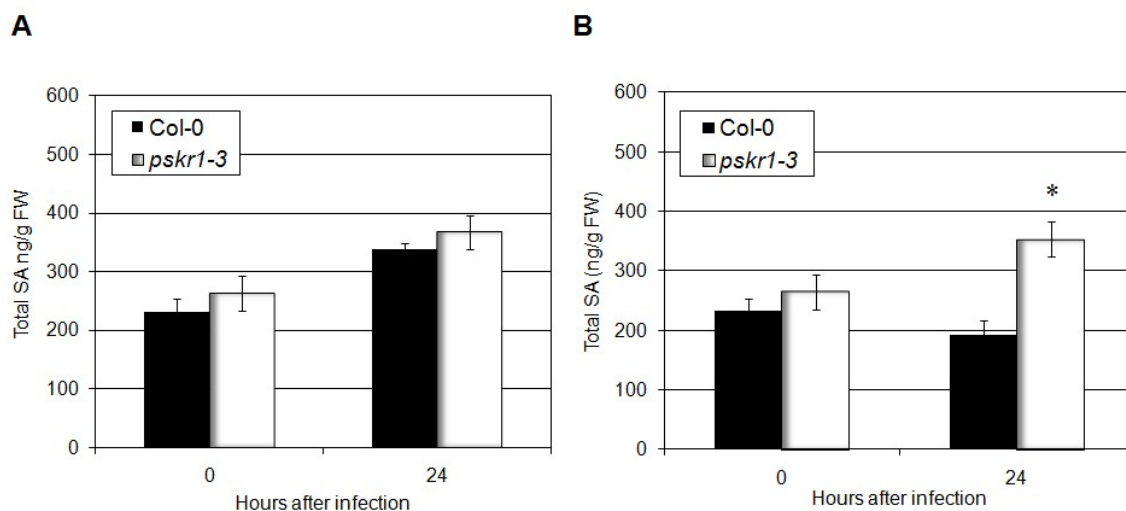 A
600
500
400
300
200
100
0
Total SA ng/g FW
Col-0
pskr1-3
0
24
Hours after infection
B
600
500
400
300
200
100
0
Total SA (ng/g FW)
Col-0
pskr1-3
*
0
24
Hours after infection